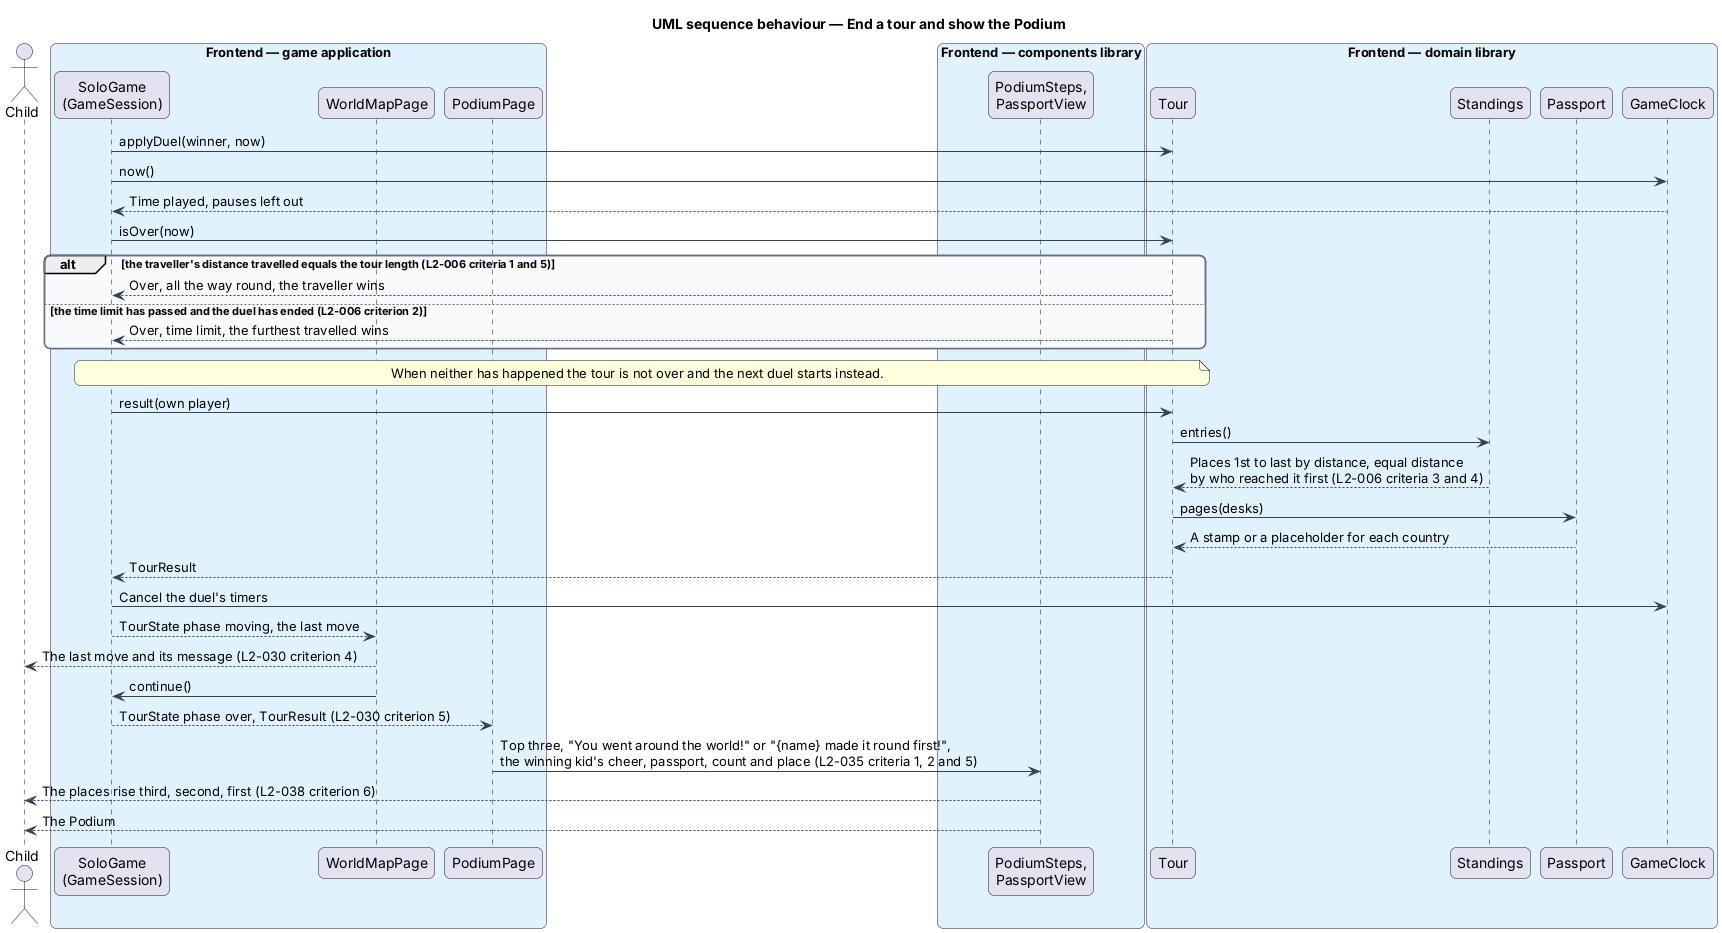 UML sequence behaviour — End a tour and show the Podium
Frontend — game application
Frontend — components library
Frontend — domain library
Child
SoloGame
(GameSession)
WorldMapPage
PodiumPage
PodiumSteps,
PassportView
Tour
Standings
Passport
GameClock
applyDuel(winner, now)
now()
Time played, pauses left out
isOver(now)
alt
[the traveller's distance travelled equals the tour length (L2-006 criteria 1 and 5)]
Over, all the way round, the traveller wins
[the time limit has passed and the duel has ended (L2-006 criterion 2)]
Over, time limit, the furthest travelled wins
When neither has happened the tour is not over and the next duel starts instead.
result(own player)
entries()
Places 1st to last by distance, equal distance
by who reached it first (L2-006 criteria 3 and 4)
pages(desks)
A stamp or a placeholder for each country
TourResult
Cancel the duel's timers
TourState phase moving, the last move
The last move and its message (L2-030 criterion 4)
continue()
TourState phase over, TourResult (L2-030 criterion 5)
Top three, "You went around the world!" or "{name} made it round first!",
the winning kid's cheer, passport, count and place (L2-035 criteria 1, 2 and 5)
The places rise third, second, first (L2-038 criterion 6)
The Podium
Child
SoloGame
(GameSession)
WorldMapPage
PodiumPage
PodiumSteps,
PassportView
Tour
Standings
Passport
GameClock